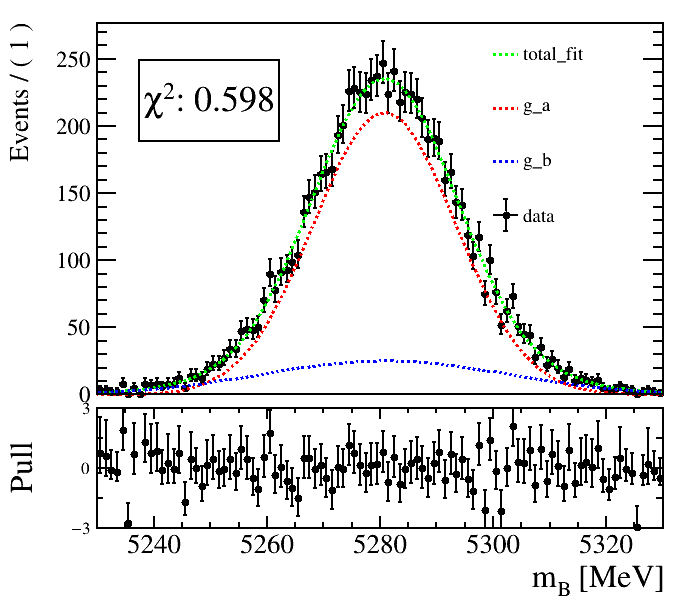 Events / ( 1 )
250
200
150
100
50
0
χ²: 0.598
total_fit
g_a
g_b
data
Pull
3
0
−3
5240 5260 5280 5300 5320
m_B [MeV]